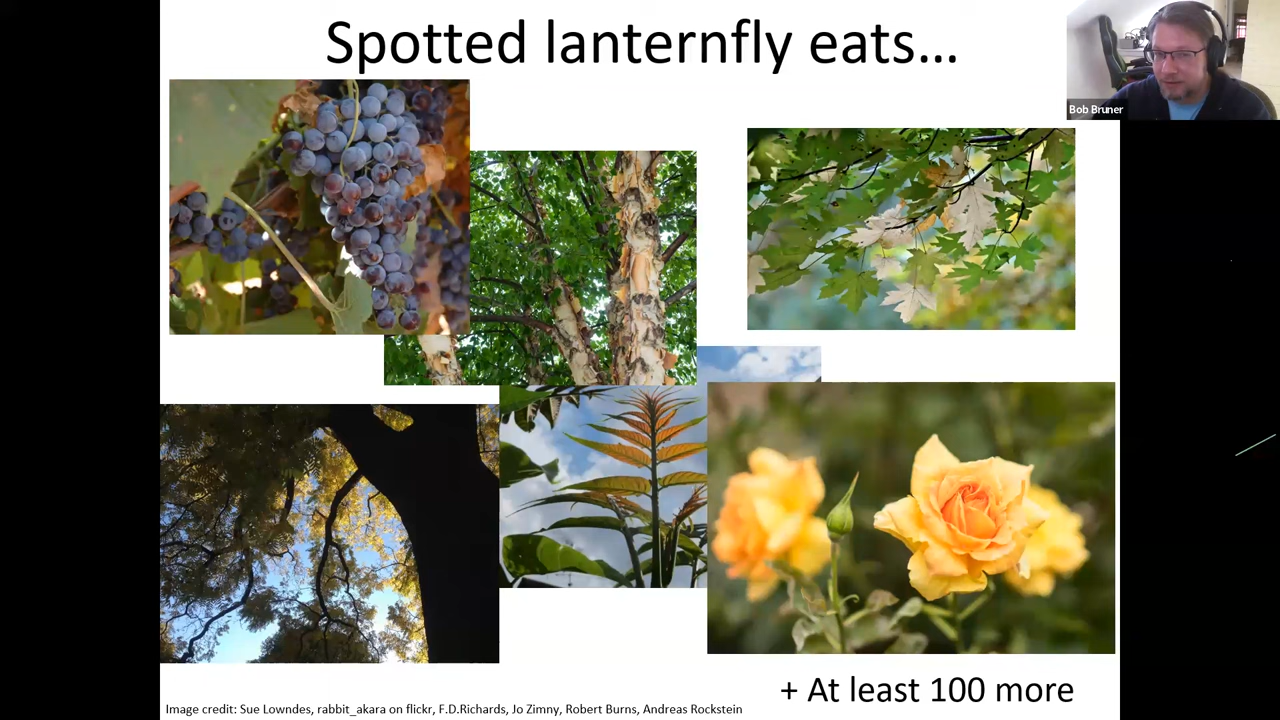 Spotted lanternfly eats…
Bob Bruner
+ At least 100 more
Image credit: Sue Lowndes, rabbit_akara on flickr, F.D.Richards, Jo Zimny, Robert Burns, Andreas Rockstein